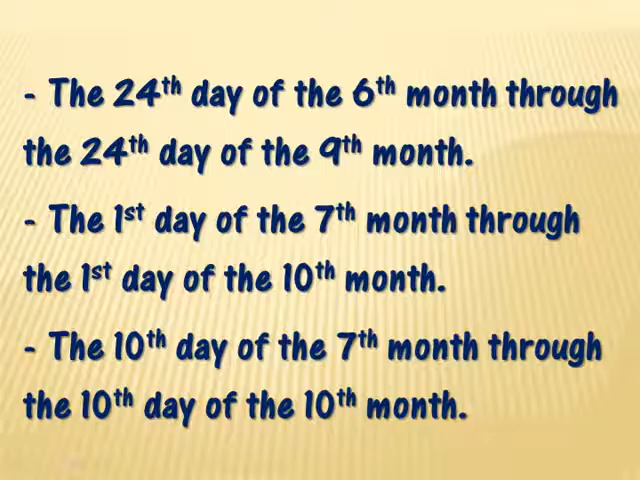 - The 24th day of the 6th month through
the 24th day of the 9th month.
- The 1st day of the 7th month through
the 1st day of the 10th month.
- The 10th day of the 7th month through
the 10th day of the 10th month.